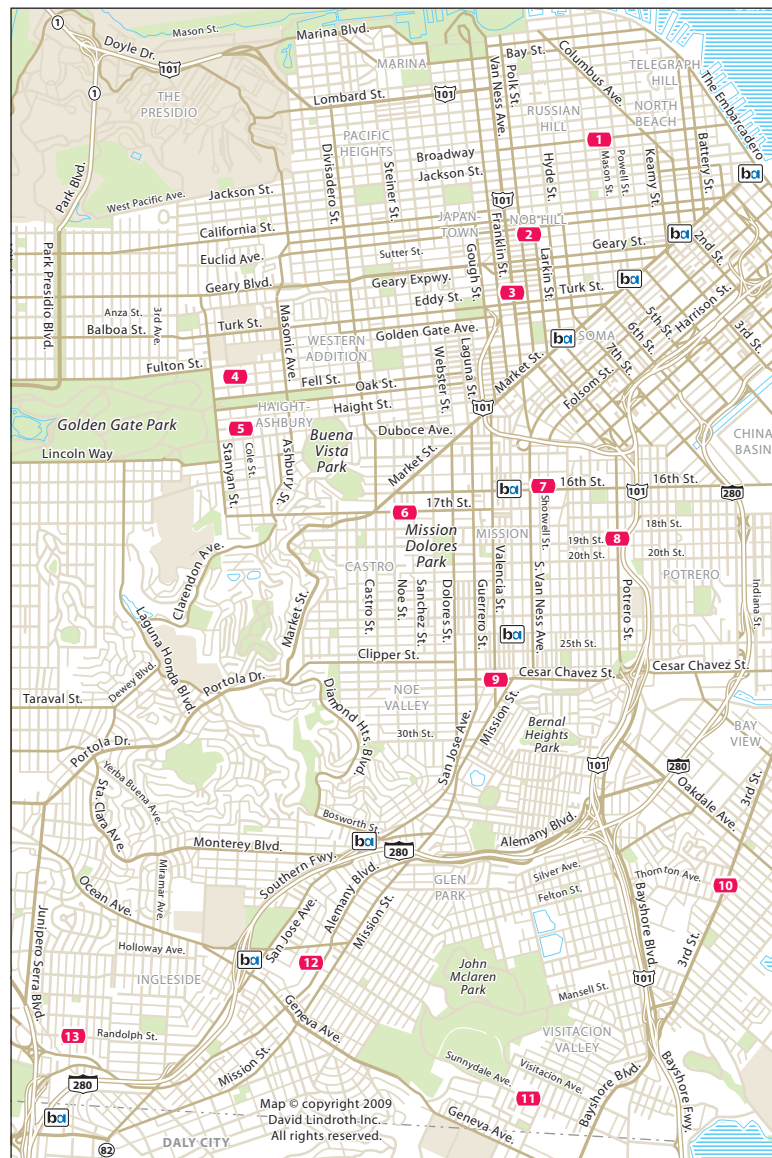 1
Mason St.
Marina Blvd.
Doyle Dr.
101
MARINA
Bay St.
Columbus Ave.
TELEGRAPH
HILL
The Embarcadero
1
THE
PRESIDIO
Lombard St.
101
Van Ness Ave.
Polk St.
RUSSIAN
HILL
NORTH
BEACH
1
PACIFIC
HEIGHTS
Broadway
Jackson St.
Divisadero St.
Steiner St.
Hyde St.
Mason St.
Powell St.
Kearny St.
Battery St.
ba
Park Blvd.
West Pacific Ave.
Jackson St.
101
JAPAN-
TOWN
NOB HILL
2
California St.
Franklin St.
Gough St.
Geary St.
ba
2nd St.
Euclid Ave.
Sutter St.
Larkin St.
Park Presidio Blvd.
Geary Blvd.
Geary Expwy.
Eddy St.
3
Turk St.
ba
Harrison St.
Anza St.
3rd Ave.
Balboa St.
Turk St.
Masonic Ave.
Golden Gate Ave.
5th St.
6th St.
7th St.
3rd St.
WESTERN
ADDITION
Webster St.
Laguna St.
Market St.
ba
SOMA
Folsom St.
Fulton St.
4
Fell St.
Oak St.
Haight St.
101
Golden Gate Park
5
HAIGHT-
ASHBURY
Buena
Vista
Park
Duboce Ave.
Market St.
CHINA
BASIN
Lincoln Way
Stanyan St.
Cole St.
Ashbury St.
ba
7
16th St.
101
16th St.
280
6
17th St.
Mission
Dolores
Park
MISSION
Shotwell St.
18th St.
19th St.
8
20th St.
20th St.
Clarendon Ave.
CASTRO
POTRERO
Castro St.
Noe St.
Sanchez St.
Dolores St.
Guerrero St.
Valencia St.
S. Van Ness Ave.
Potrero St.
Indiana St.
Market St.
Laguna Honda Blvd.
ba
25th St.
Clipper St.
Dewey Blvd.
Portola Dr.
9
Cesar Chavez St.
Cesar Chavez St.
Taraval St.
Diamond Hts. Blvd.
NOE
VALLEY
San Jose Ave.
Mission St.
Bernal
Heights
Park
BAY
VIEW
Portola Dr.
30th St.
101
280
Yerba Buena Ave.
Sta. Clara Ave.
Oakdale Ave.
3rd St.
Bosworth St.
ba
Monterey Blvd.
280
Alemany Blvd.
Southern Fwy.
Ocean Ave.
Miramar Ave.
Alemany Blvd.
GLEN
PARK
Silver Ave.
Felton St.
Thornton Ave.
10
Junipero Serra Blvd.
San Jose Ave.
Mission St.
Bayshore Blvd.
3rd St.
Holloway Ave.
ba
12
John
Mclaren
Park
101
INGLESIDE
Mansell St.
Geneva Ave.
13
Randolph St.
VISITACION
VALLEY
Mission St.
Sunnydale Ave.
Visitacion Ave.
280
11
Bayshore Blvd.
Bayshore Fwy.
ba
Map © copyright 2009
David Lindroth Inc.
All rights reserved.
Geneva Ave.
82
DALY CITY